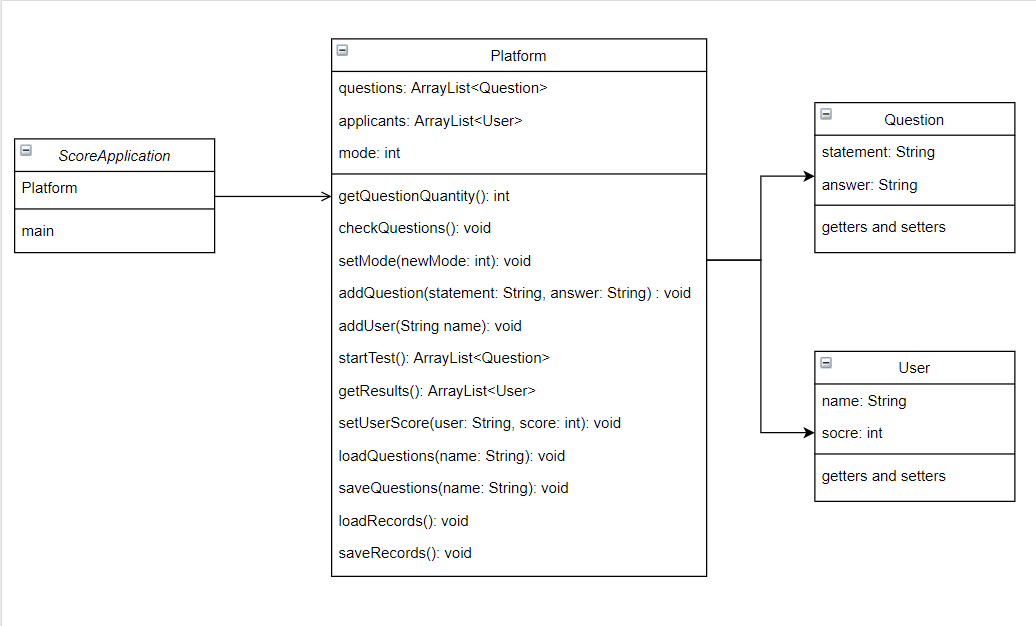 ScoreApplication
Platform
main
Platform
questions: ArrayList<Question>
applicants: ArrayList<User>
mode: int
getQuestionQuantity(): int
checkQuestions(): void
setMode(newMode: int): void
addQuestion(statement: String, answer: String) : void
addUser(String name): void
startTest(): ArrayList<Question>
getResults(): ArrayList<User>
setUserScore(user: String, score: int): void
loadQuestions(name: String): void
saveQuestions(name: String): void
loadRecords(): void
saveRecords(): void
Question
statement: String
answer: String
getters and setters
User
name: String
socre: int
getters and setters